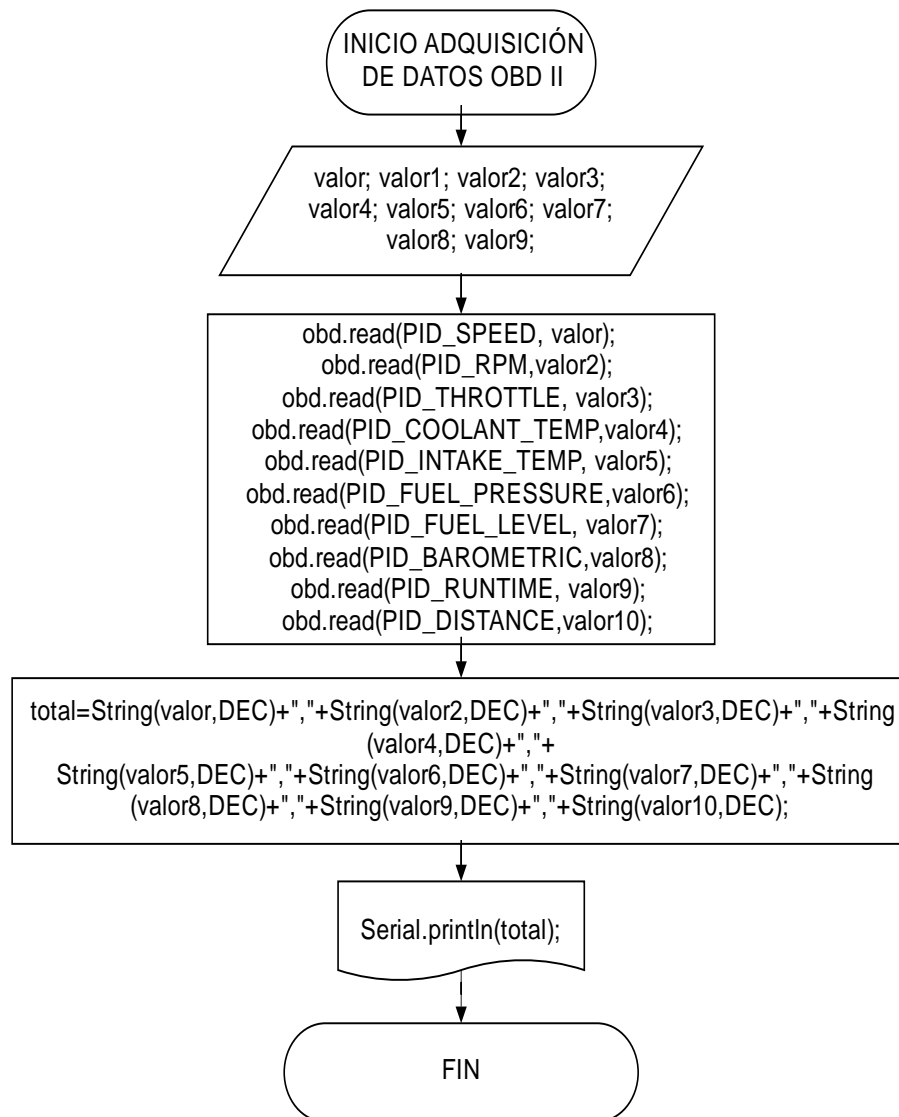 INICIO ADQUISICIÓN
DE DATOS OBD II
valor; valor1; valor2; valor3;
valor4; valor5; valor6; valor7;
valor8; valor9;
obd.read(PID_SPEED, valor);
obd.read(PID_RPM,valor2);
obd.read(PID_THROTTLE, valor3);
obd.read(PID_COOLANT_TEMP,valor4);
obd.read(PID_INTAKE_TEMP, valor5);
obd.read(PID_FUEL_PRESSURE,valor6);
obd.read(PID_FUEL_LEVEL, valor7);
obd.read(PID_BAROMETRIC,valor8);
obd.read(PID_RUNTIME, valor9);
obd.read(PID_DISTANCE,valor10);
total=String(valor,DEC)+","+String(valor2,DEC)+","+String(valor3,DEC)+","+String
(valor4,DEC)+","+
String(valor5,DEC)+","+String(valor6,DEC)+","+String(valor7,DEC)+","+String
(valor8,DEC)+","+String(valor9,DEC)+","+String(valor10,DEC);
Serial.println(total);
FIN